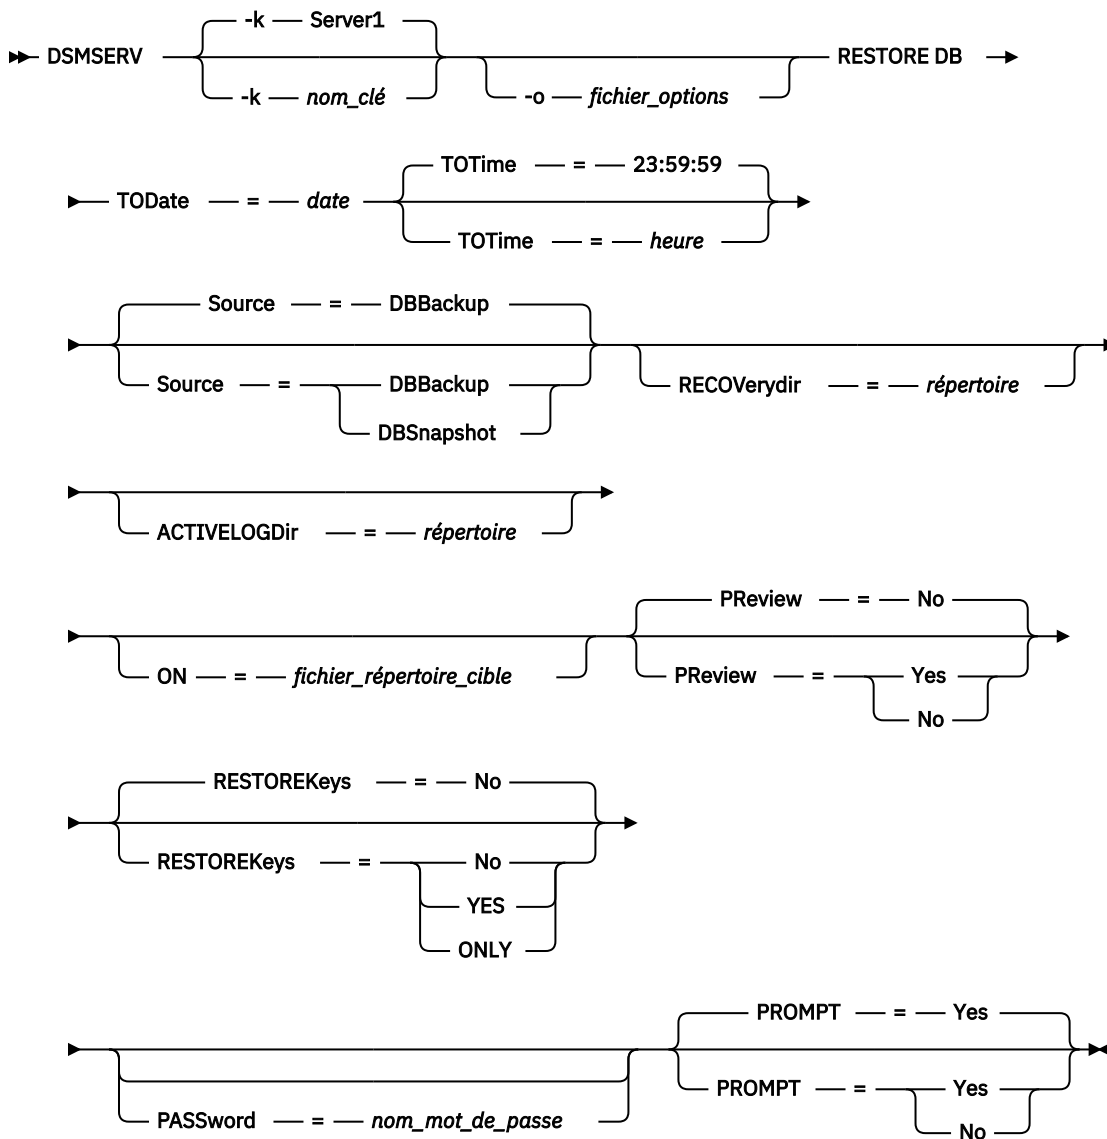 -k Server1
DSMSERV RESTORE DB
-k nom_clé -o fichier_options
TOTime = 23:59:59
TODate = date
TOTime = heure
Source = DBBackup
Source = DBBackup RECOVerydir = répertoire
DBSnapshot
ACTIVELOGDir = répertoire
PReview = No
ON = fichier_répertoire_cible PReview = Yes
No
RESTOREKeys = No
RESTOREKeys = No
YES
ONLY
PROMPT = Yes
PASSword = nom_mot_de_passe PROMPT = Yes
No